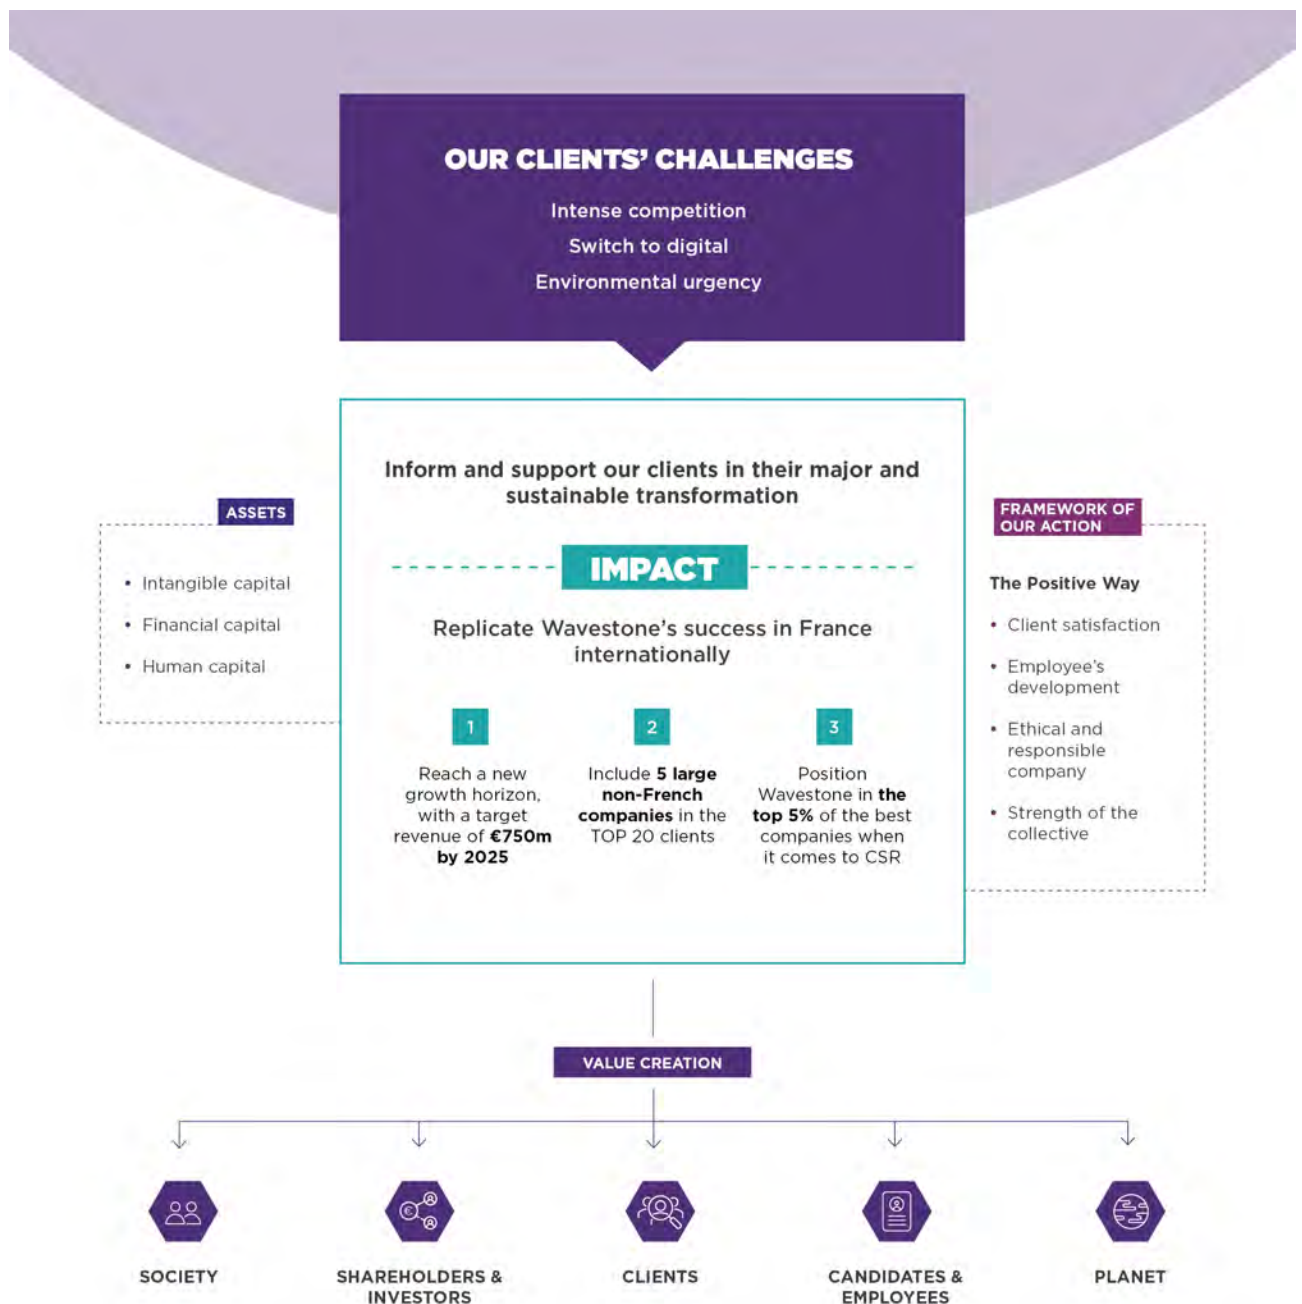 OUR CLIENTS’ CHALLENGES
Intense competition
Switch to digital
Environmental urgency
Inform and support our clients in their major and
sustainable transformation
IMPACT
Replicate Wavestone’s success in France
internationally
1
Reach a new
growth horizon,
with a target
revenue of €750m
by 2025
2
Include 5 large
non-French
companies in the
TOP 20 clients
3
Position
Wavestone in the
top 5% of the best
companies when
it comes to CSR
ASSETS
• Intangible capital
• Financial capital
• Human capital
FRAMEWORK OF
OUR ACTION
The Positive Way
• Client satisfaction
• Employee’s
development
• Ethical and
responsible
company
• Strength of the
collective
VALUE CREATION
SOCIETY
SHAREHOLDERS &
INVESTORS
CLIENTS
CANDIDATES &
EMPLOYEES
PLANET